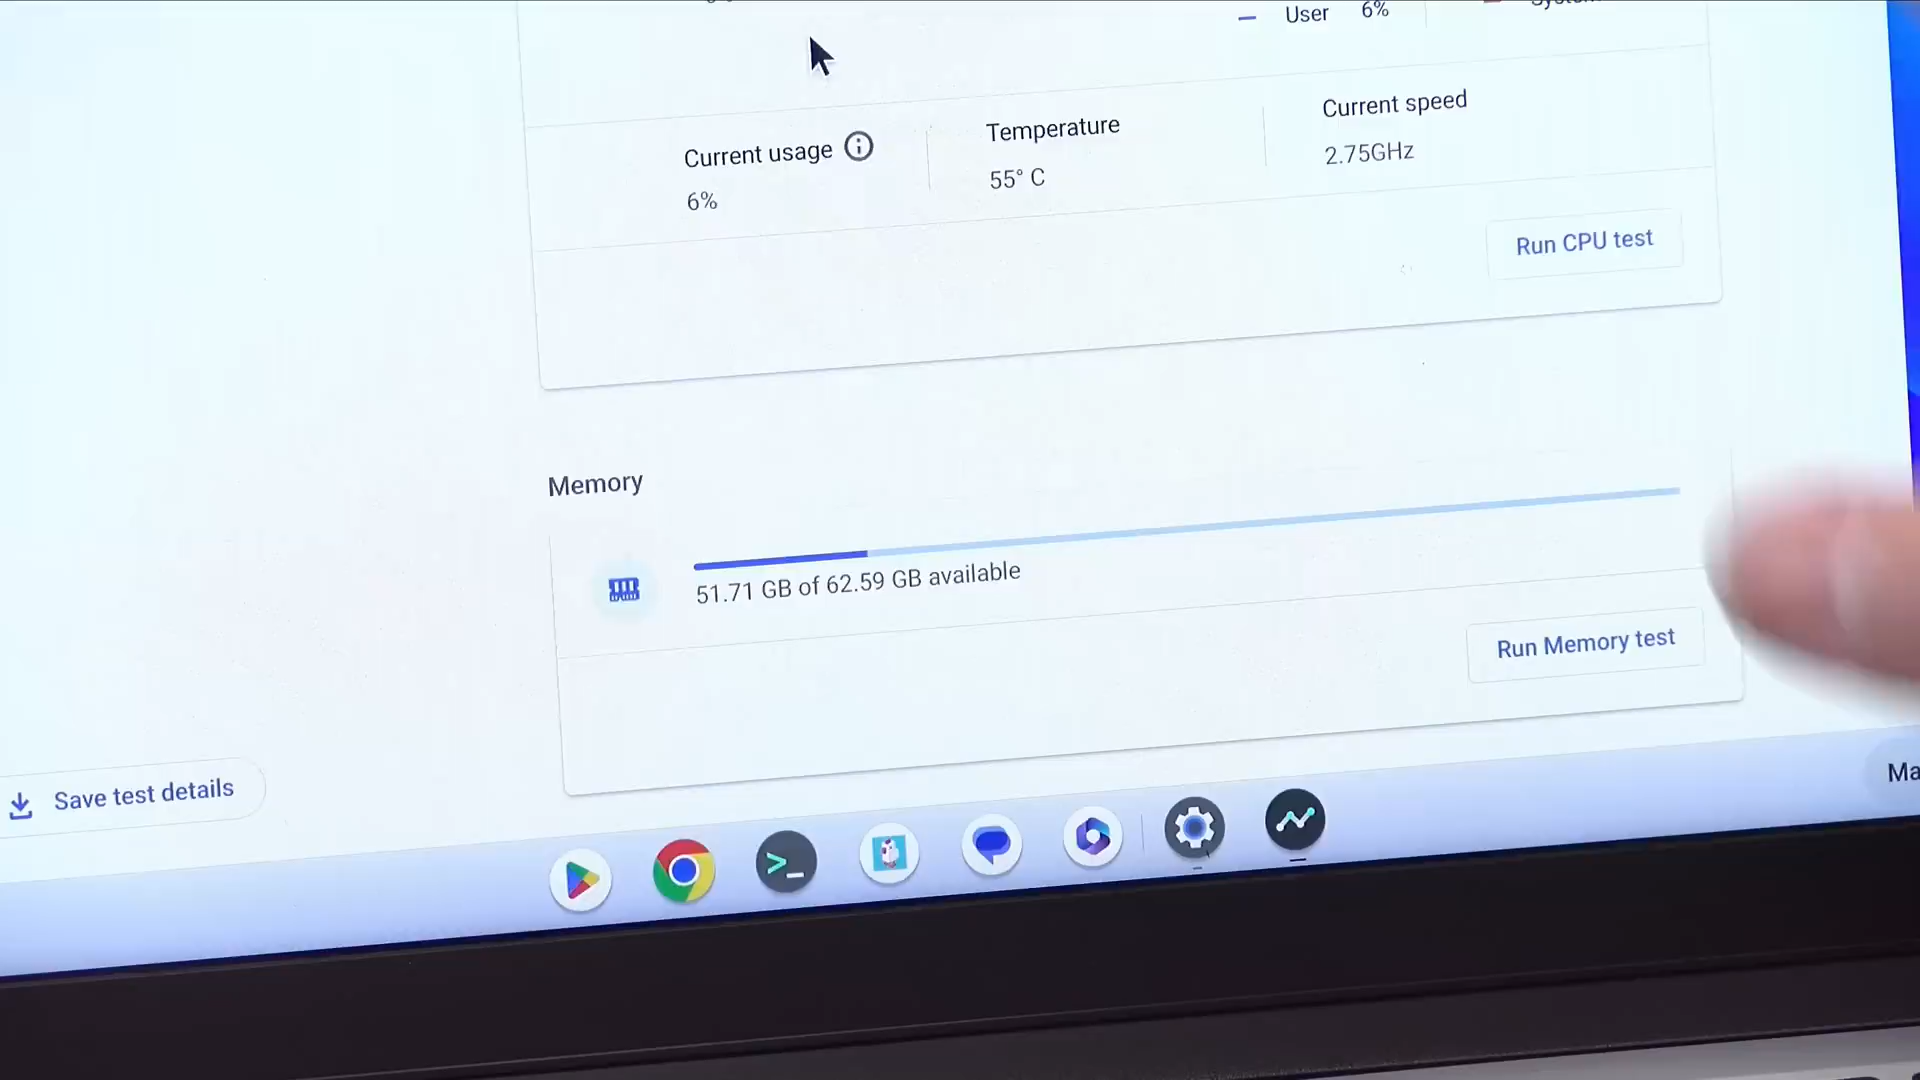 User 6%
Current usage
6%
Temperature
55° C
Current speed
2.75GHz
Run CPU test
Memory
51.71 GB of 62.59 GB available
Run Memory test
Save test details